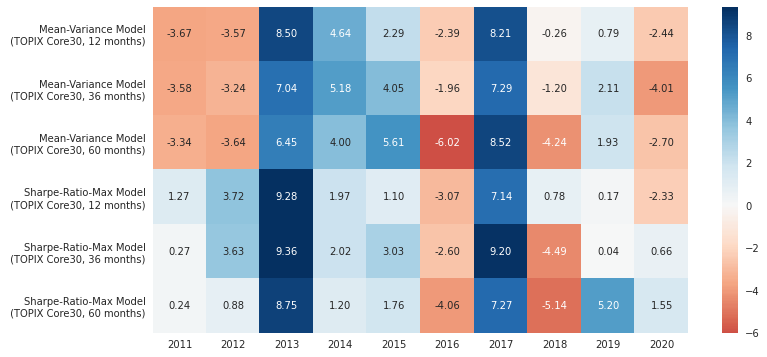 Mean-Variance Model
(TOPIX Core30, 12 months)
-3.67 -3.57 8.50 4.64 2.29 -2.39 8.21 -0.26 0.79 -2.44
Mean-Variance Model
(TOPIX Core30, 36 months)
-3.58 -3.24 7.04 5.18 4.05 -1.96 7.29 -1.20 2.11 -4.01
Mean-Variance Model
(TOPIX Core30, 60 months)
-3.34 -3.64 6.45 4.00 5.61 -6.02 8.52 -4.24 1.93 -2.70
Sharpe-Ratio-Max Model
(TOPIX Core30, 12 months)
1.27 3.72 9.28 1.97 1.10 -3.07 7.14 0.78 0.17 -2.33
Sharpe-Ratio-Max Model
(TOPIX Core30, 36 months)
0.27 3.63 9.36 2.02 3.03 -2.60 9.20 -4.49 0.04 0.66
Sharpe-Ratio-Max Model
(TOPIX Core30, 60 months)
0.24 0.88 8.75 1.20 1.76 -4.06 7.27 -5.14 5.20 1.55
2011 2012 2013 2014 2015 2016 2017 2018 2019 2020
8
6
4
2
0
-2
-4
-6